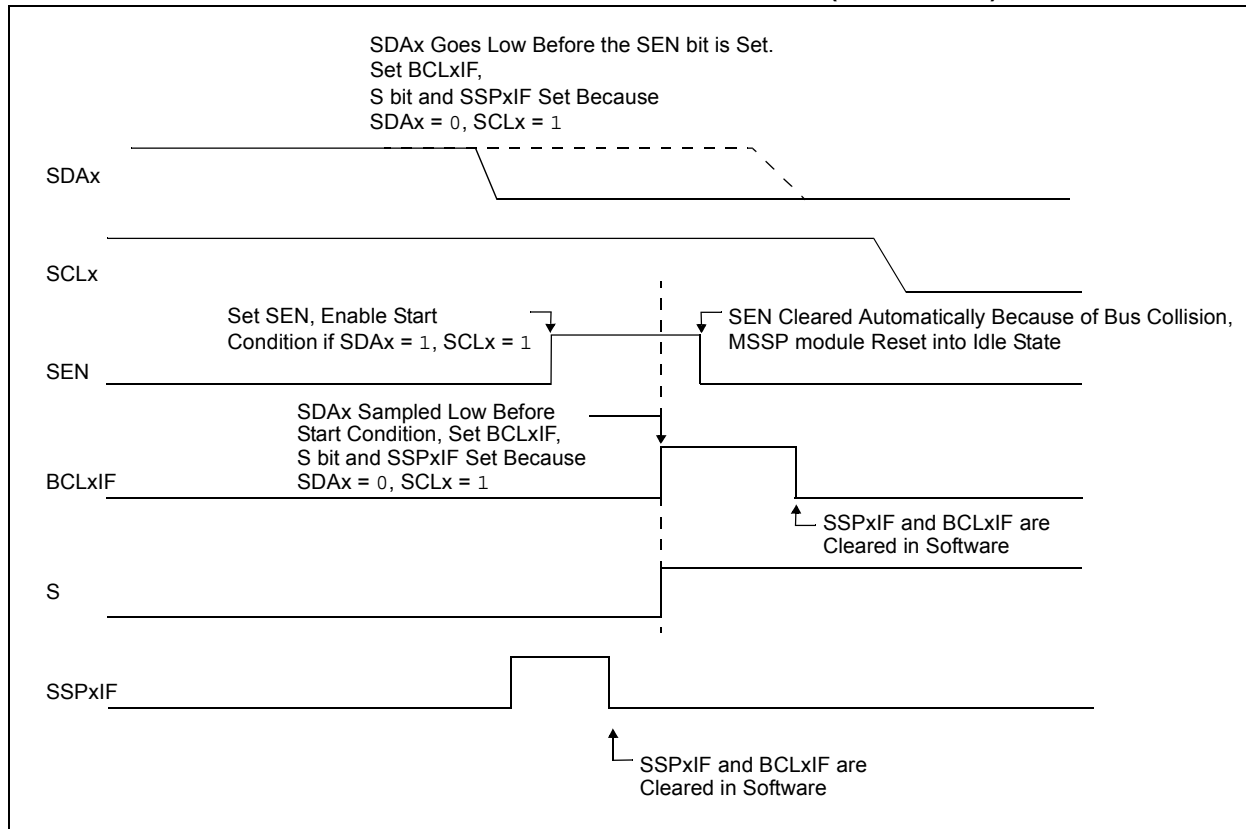 SDAx Goes Low Before the SEN bit is Set.
Set BCLxIF,
S bit and SSPxIF Set Because
SDAx = 0, SCLx = 1
SDAx
SCLx
Set SEN, Enable Start
Condition if SDAx = 1, SCLx = 1
SEN Cleared Automatically Because of Bus Collision,
MSSP module Reset into Idle State
SEN
SDAx Sampled Low Before
Start Condition, Set BCLxIF,
S bit and SSPxIF Set Because
SDAx = 0, SCLx = 1
BCLxIF
SSPxIF and BCLxIF are
Cleared in Software
S
SSPxIF
SSPxIF and BCLxIF are
Cleared in Software